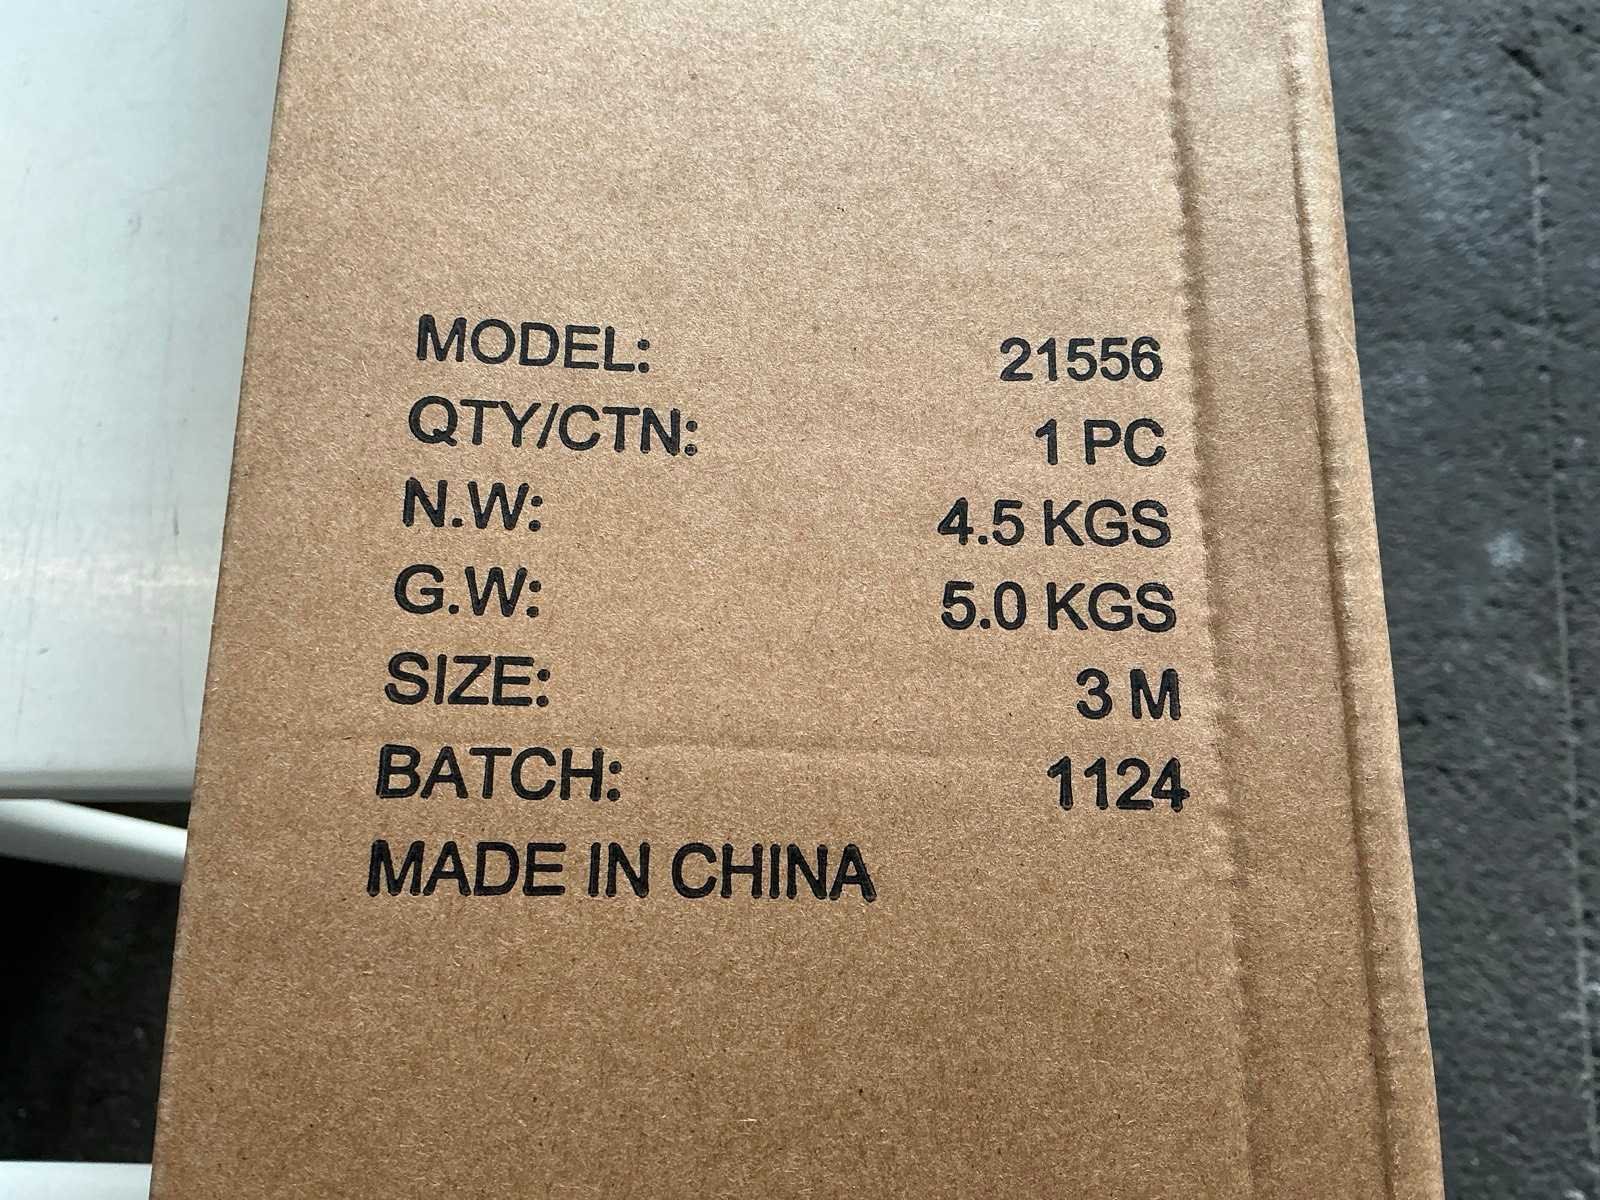 MODEL: 21556
QTY/CTN: 1 PC
N.W: 4.5 KGS
G.W: 5.0 KGS
SIZE: 3 M
BATCH: 1124
MADE IN CHINA